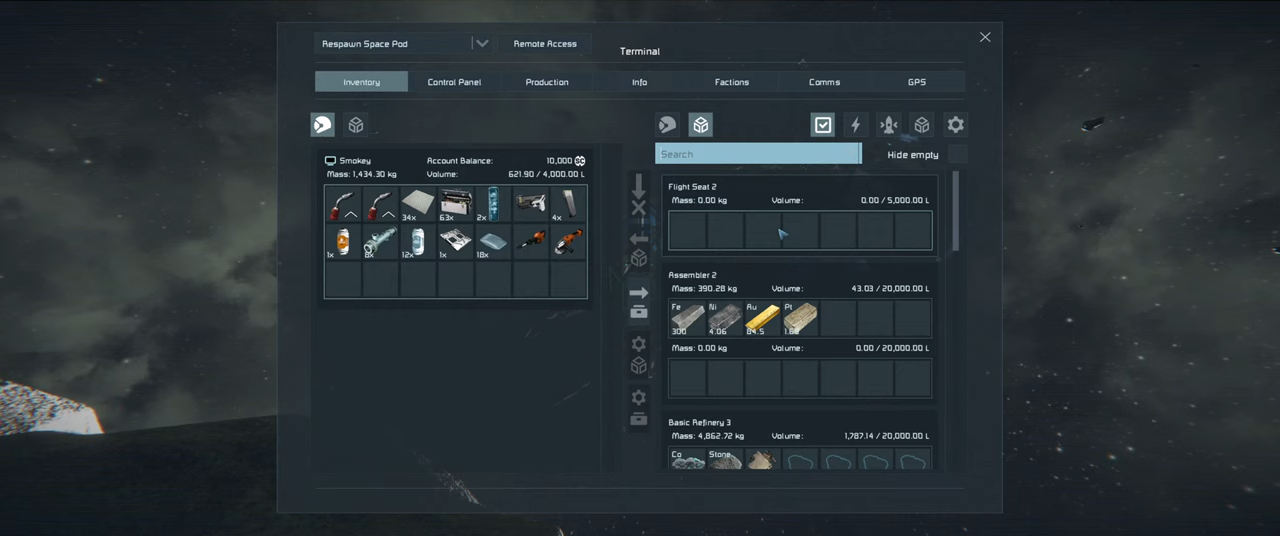 Respawn Space Pod
Remote Access
Terminal
Inventory
Control Panel
Production
Info
Factions
Comms
GPS
Smokey
Account Balance: 10,000
Mass: 1,434.30 kg
Volume: 621.90 / 4,000.00 L
34x
63x
2x
4x
1x
8x
12x
1x
18x
Search
Hide empty
Flight Seat 2
Mass: 0.00 kg
Volume: 0.00 / 5,000.00 L
Assembler 2
Mass: 390.28 kg
Volume: 43.03 / 20,000.00 L
Fe Ni Au Pt
300 4.06 84.5
Mass: 0.00 kg
Volume: 0.00 / 20,000.00 L
Basic Refinery 3
Mass: 4,862.72 kg
Volume: 1,787.14 / 20,000.00 L
Co Stone